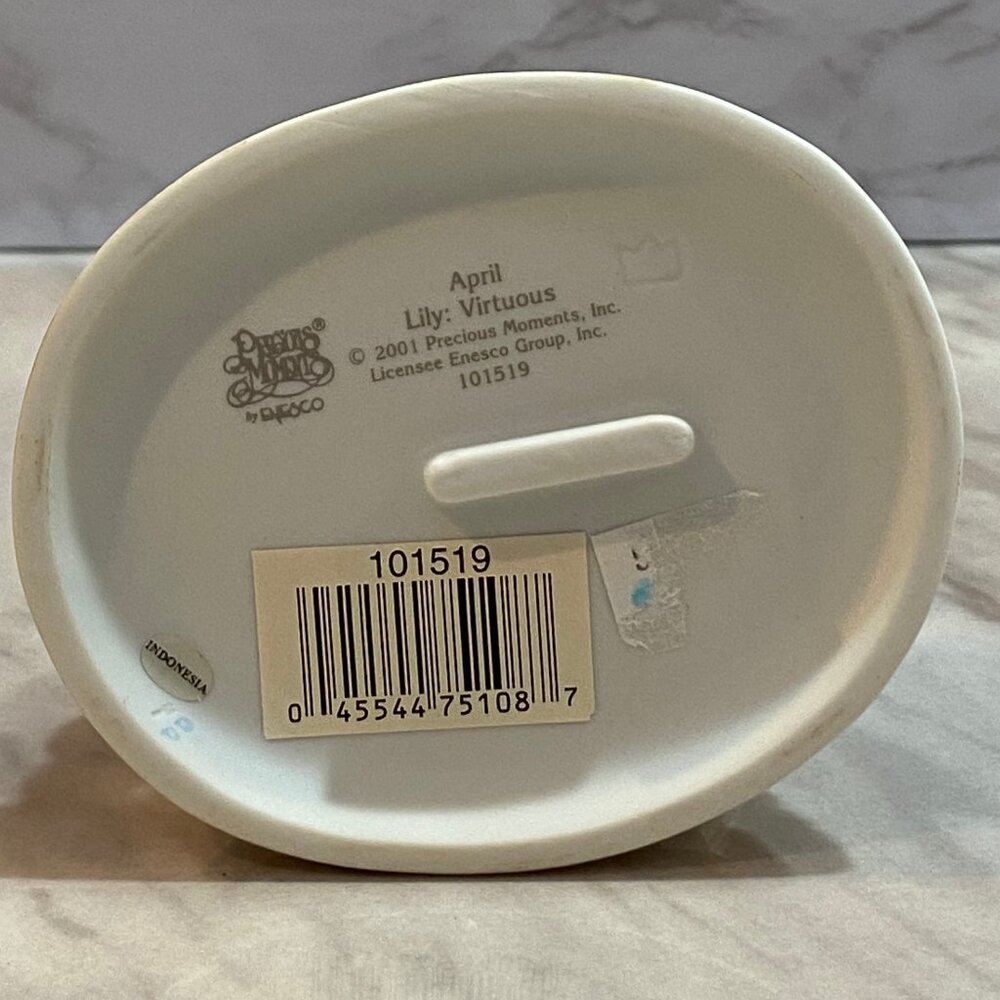 April
Lily: Virtuous
© 2001 Precious Moments, Inc.
Licensee Enesco Group, Inc.
101519
PRECIOUS®
MOMENTS
by ENESCO
101519
0 45544 75108 7
5
INDONESIA